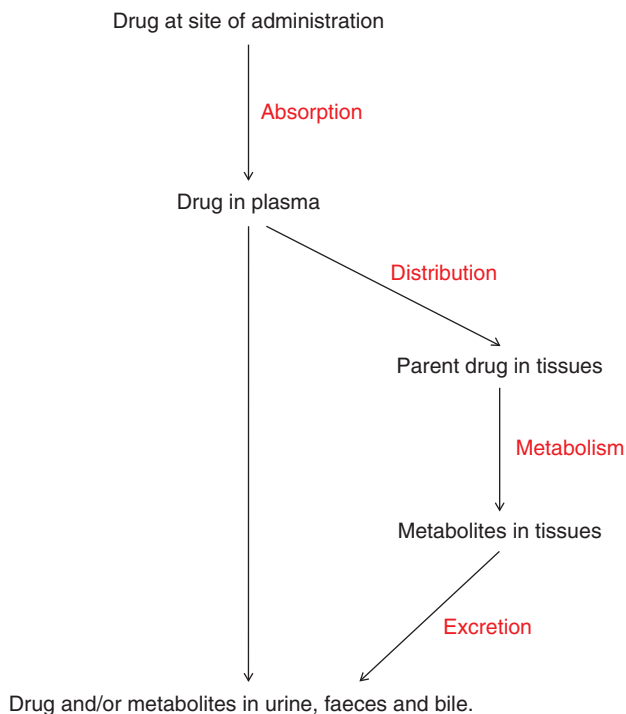 Drug at site of administration
Absorption
Drug in plasma
Distribution
Parent drug in tissues
Metabolism
Metabolites in tissues
Excretion
Drug and/or metabolites in urine, faeces and bile.